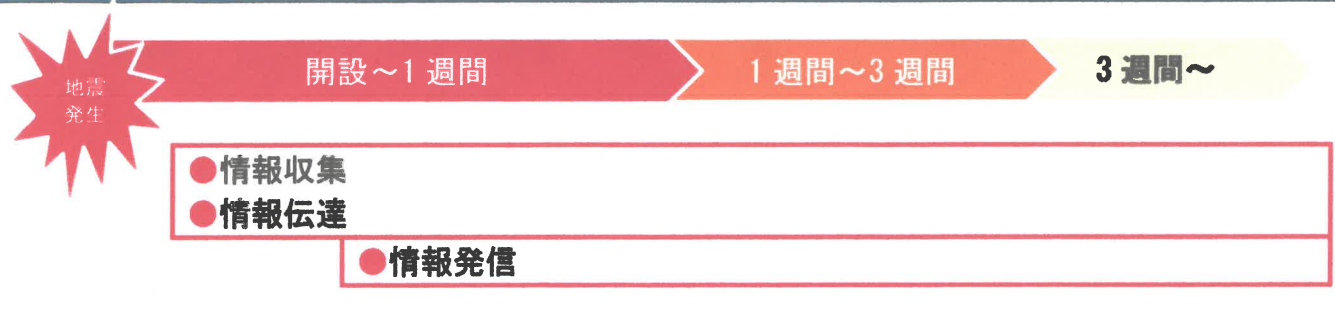 地震
発生
開設～1週間
1週間～3週間
3週間～
●情報収集
●情報伝達
●情報発信